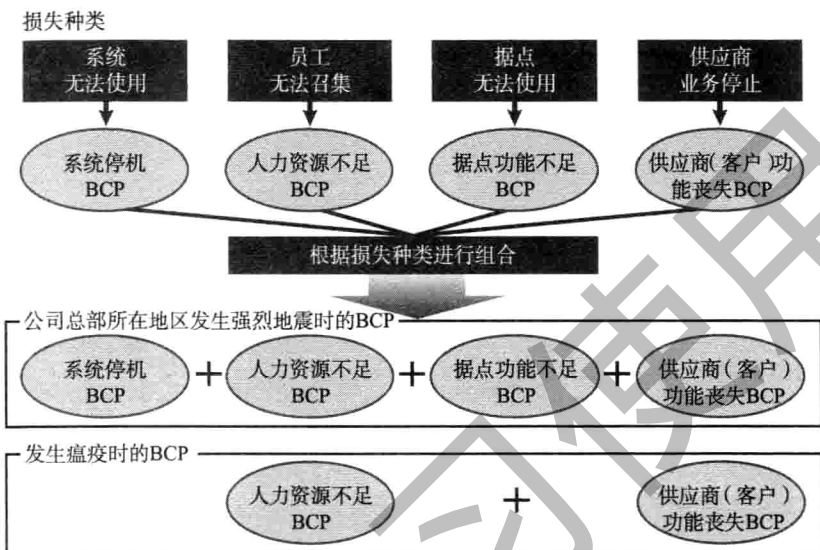 损失种类
系统
无法使用
员工
无法召集
据点
无法使用
供应商
业务停止
系统停机
BCP
人力资源不足
BCP
据点功能不足
BCP
供应商(客户)功
能丧失BCP
根据损失种类进行组合
公司总部所在地区发生强烈地震时的BCP
系统停机
BCP
+
人力资源不足
BCP
+
据点功能不足
BCP
+
供应商(客户)
功能丧失BCP
发生瘟疫时的BCP
人力资源不足
BCP
+
供应商(客户)
功能丧失BCP
习使用